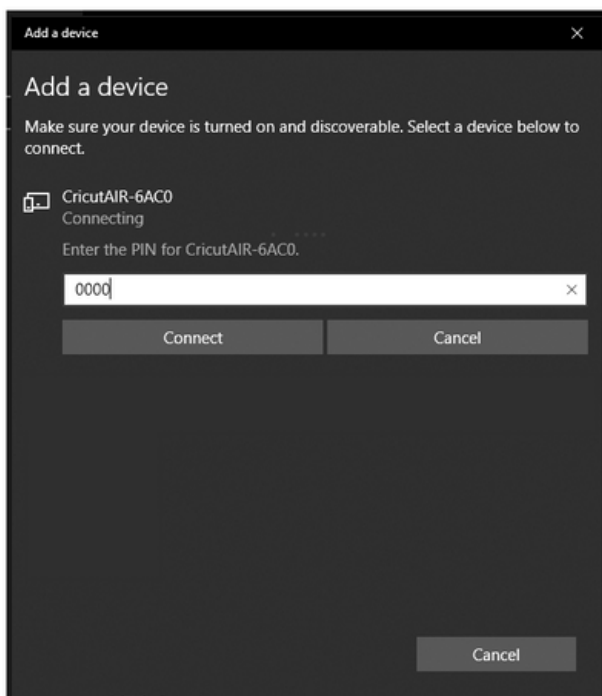 Add a device
Add a device
Make sure your device is turned on and discoverable. Select a device below to
connect.
CricutAIR-6AC0
Connecting
Enter the PIN for CricutAIR-6AC0.
0000
Connect
Cancel
Cancel